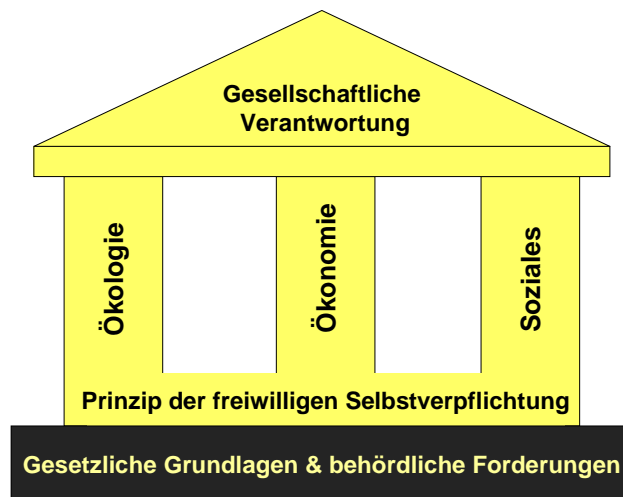 Gesellschaftliche
Verantwortung
Ökologie
Ökonomie
Soziales
Prinzip der freiwilligen Selbstverpflichtung
Gesetzliche Grundlagen & behördliche Forderungen